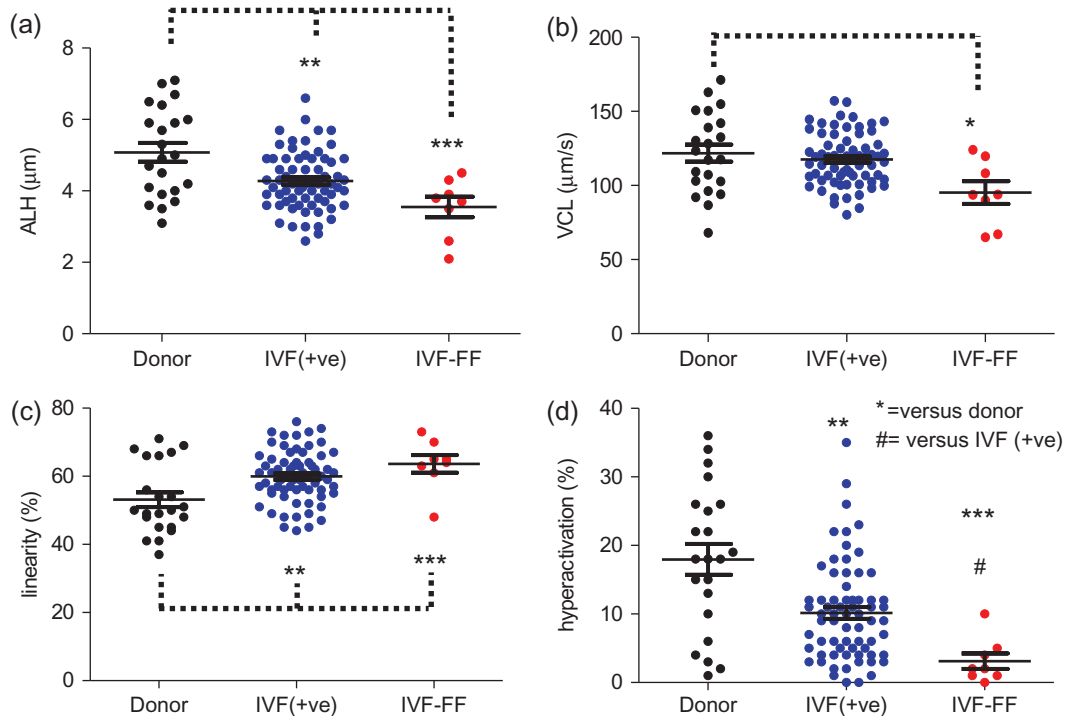 (a)
**
***
ALH (μm)
8
6
4
2
0
Donor IVF(+ve) IVF-FF
(b)
*
VCL (μm/s)
200
150
100
50
0
Donor IVF(+ve) IVF-FF
(c)
**
***
linearity (%)
80
60
40
20
0
Donor IVF(+ve) IVF-FF
(d)
*=versus donor
#= versus IVF (+ve)
**
***
#
hyperactivation (%)
40
30
20
10
0
Donor IVF(+ve) IVF-FF